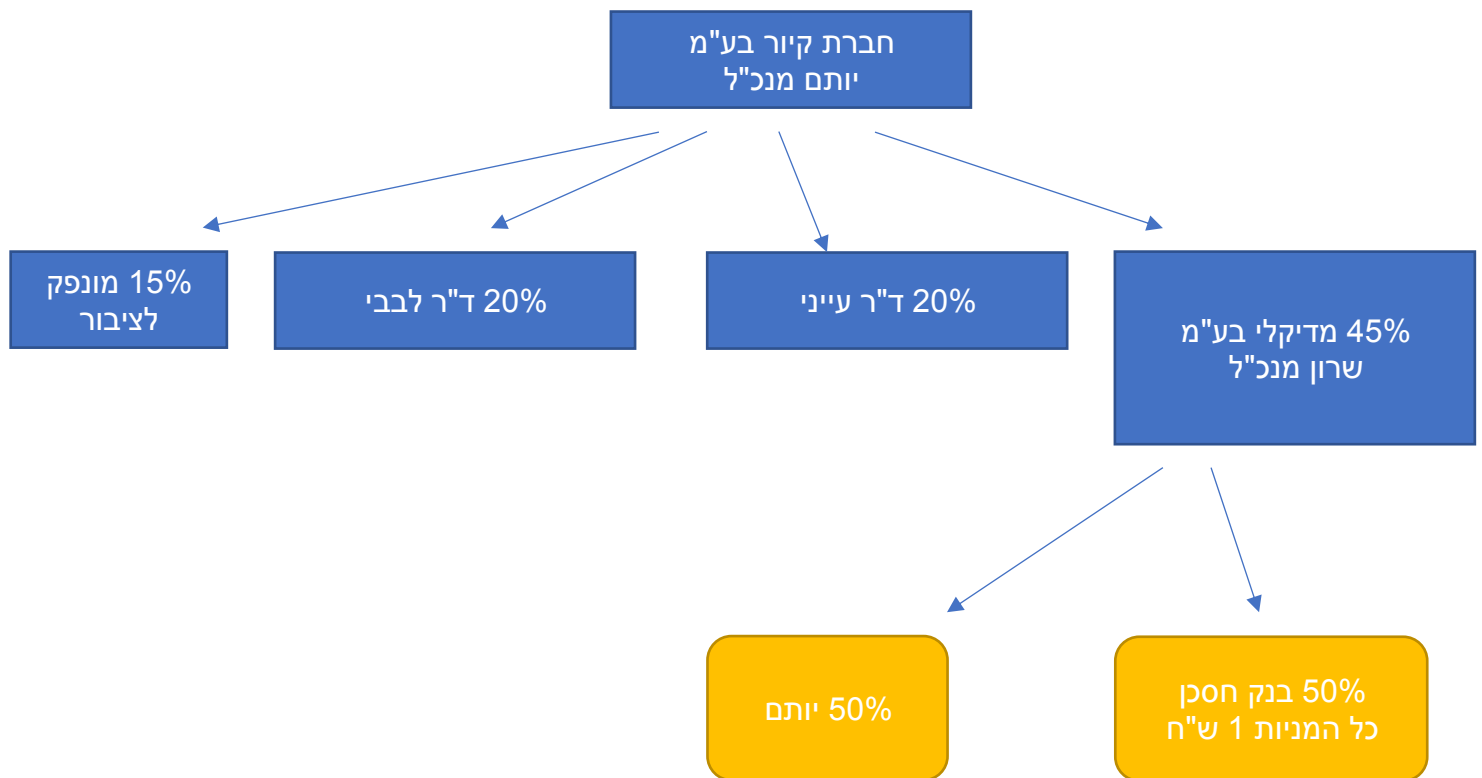 חברת קיור בע"מ
יותם מנכ"ל
45% מדיקלי בע"מ
שרון מנכ"ל
20% ד"ר עייני
20% ד"ר לבבי
15% מונפק
לציבור
50% בנק חסכן
כל המניות 1 ש"ח
50% יותם